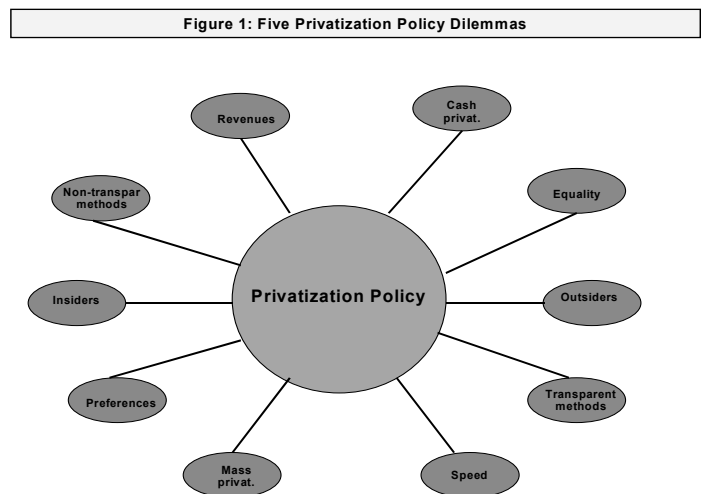 Figure 1: Five Privatization Policy Dilemmas
Revenues
Cash
privat.
Non-transpar
methods
Equality
Insiders
Privatization Policy
Outsiders
Preferences
Transparent
methods
Mass
privat.
Speed